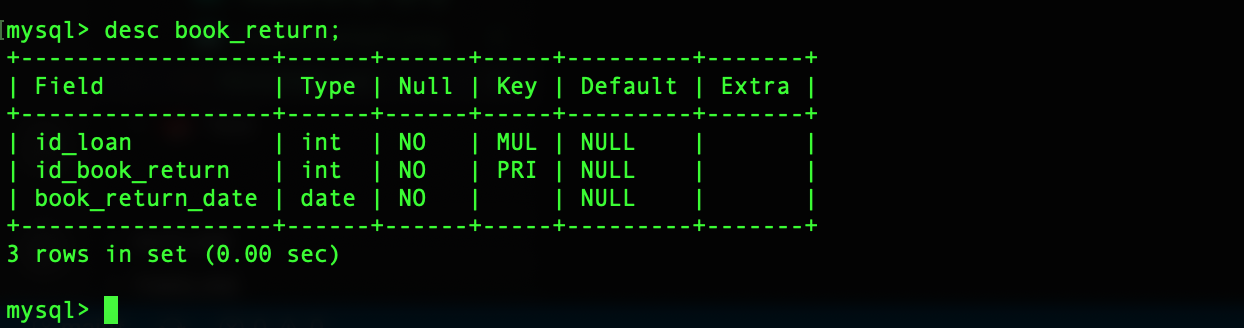 mysql> desc book_return;
+------------------+------+------+-----+---------+-------+
| Field            | Type | Null | Key | Default | Extra |
+------------------+------+------+-----+---------+-------+
| id_loan          | int  | NO   | MUL | NULL    |       |
| id_book_return   | int  | NO   | PRI | NULL    |       |
| book_return_date | date | NO   |     | NULL    |       |
+------------------+------+------+-----+---------+-------+
3 rows in set (0.00 sec)
mysql>